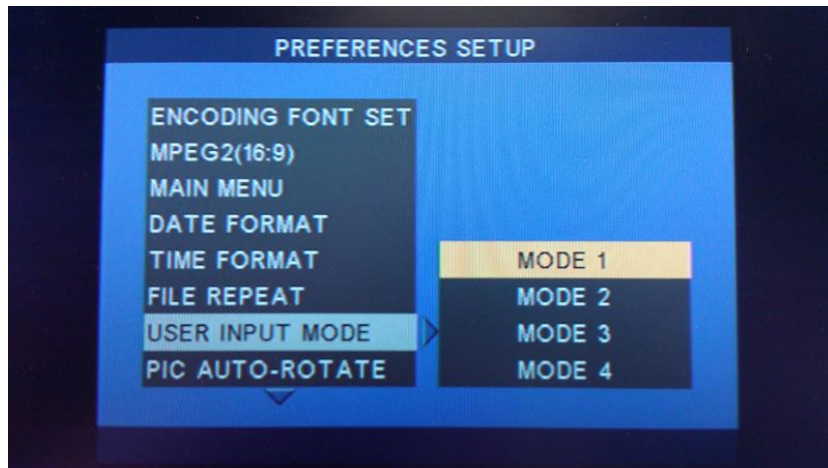 PREFERENCES SETUP
ENCODING FONT SET
MPEG2(16:9)
MAIN MENU
DATE FORMAT
TIME FORMAT
FILE REPEAT
USER INPUT MODE
PIC AUTO-ROTATE
MODE 1
MODE 2
MODE 3
MODE 4